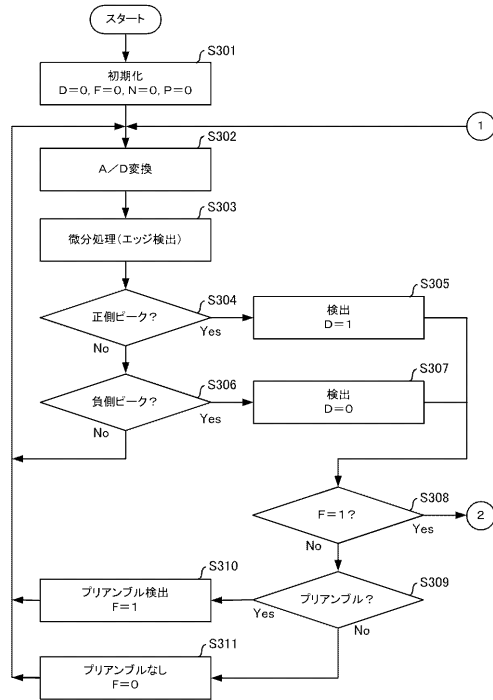 スタート
S301
初期化
D=0, F=0, N=0, P=0
1
S302
A/D変換
S303
微分処理(エッジ検出)
S304
正側ピーク?
Yes
No
S305
検出
D=1
S306
負側ピーク?
Yes
No
S307
検出
D=0
S308
F=1?
Yes
No
2
S309
プリアンブル?
Yes
No
S310
プリアンブル検出
F=1
S311
プリアンブルなし
F=0